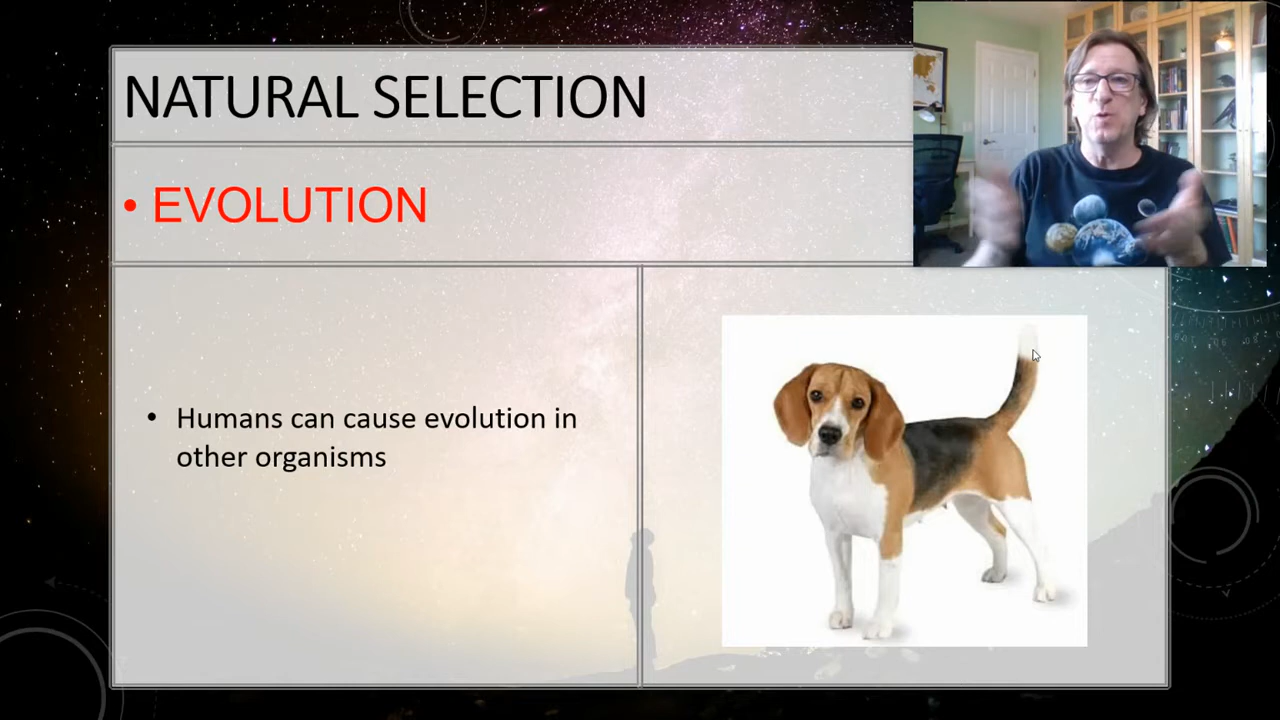 NATURAL SELECTION
• EVOLUTION
• Humans can cause evolution in
other organisms